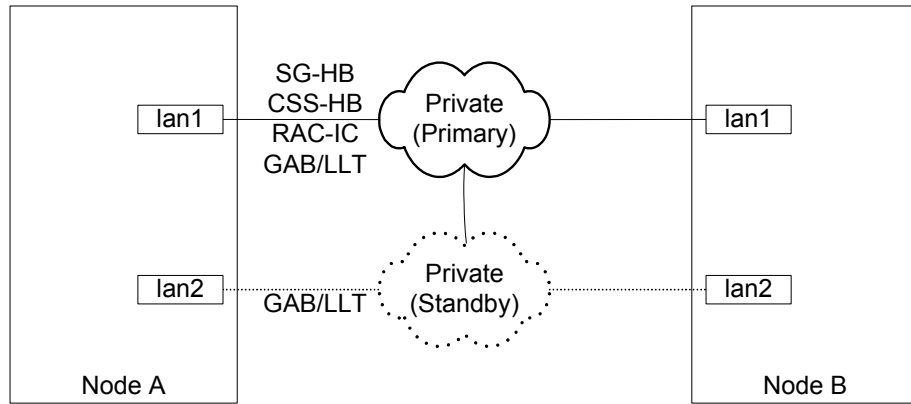 SG-HB
CSS-HB
RAC-IC
GAB/LLT
lan1
Private
(Primary)
lan1
lan2
GAB/LLT
Private
(Standby)
lan2
Node A
Node B